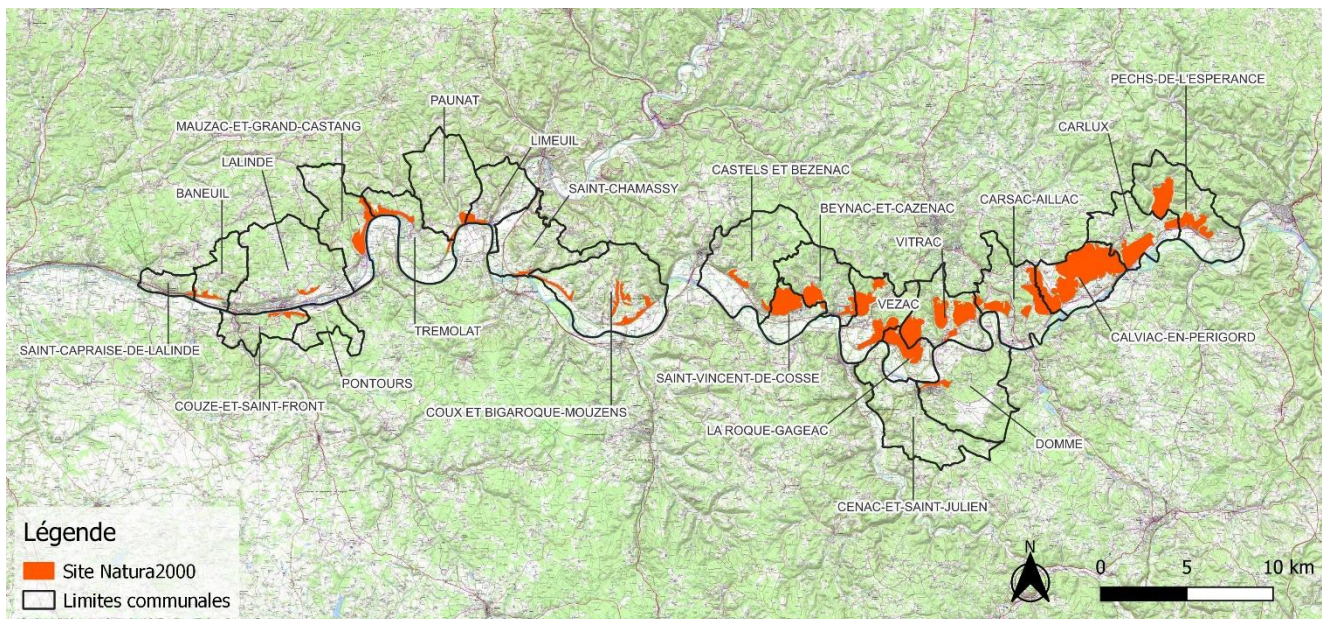 PECHS-DE-L'ESPERANCE
PAUNAT
CARLUX
MAUZAC-ET-GRAND-CASTANG
LIMEUIL
LALINDE
CASTELS ET BEZENAC
SAINT-CHAMASSY
BANEUIL
CARSAC-AILLAC
BEYNAC-ET-CAZENAC
VITRAC
VEZAC
TREMOLAT
CALVIAC-EN-PERIGORD
SAINT-CAPRAISE-DE-LALINDE
SAINT-VINCENT-DE-COSSE
PONTOURS
COUZE-ET-SAINT-FRONT
COUX ET BIGAROQUE-MOUZENS
LA ROQUE-GAGEAC
DOMME
CENAC-ET-SAINT-JULIEN
Légende
Site Natura2000
Limites communales
N
0 5 10 km